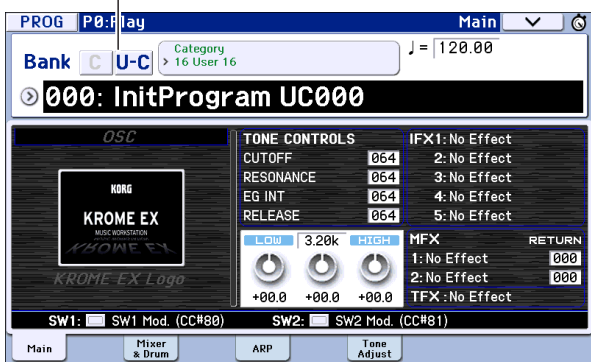 PROG P0:Play Main
Bank C U-C Category
16 User 16
♩= 120.00
000: InitProgram UC000
OSC
KORG
KROME EX
MUSIC WORKSTATION
KROME EX
KROME EX Logo
TONE CONTROLS
CUTOFF 064
RESONANCE 064
EG INT 064
RELEASE 064
LOW 3.20k HIGH
+00.0 +00.0 +00.0
IFX1: No Effect
2: No Effect
3: No Effect
4: No Effect
5: No Effect
MFX RETURN
1: No Effect 000
2: No Effect 000
TFX : No Effect
SW1: SW1 Mod. (CC#80) SW2: SW2 Mod. (CC#81)
Main Mixer & Drum ARP Tone Adjust